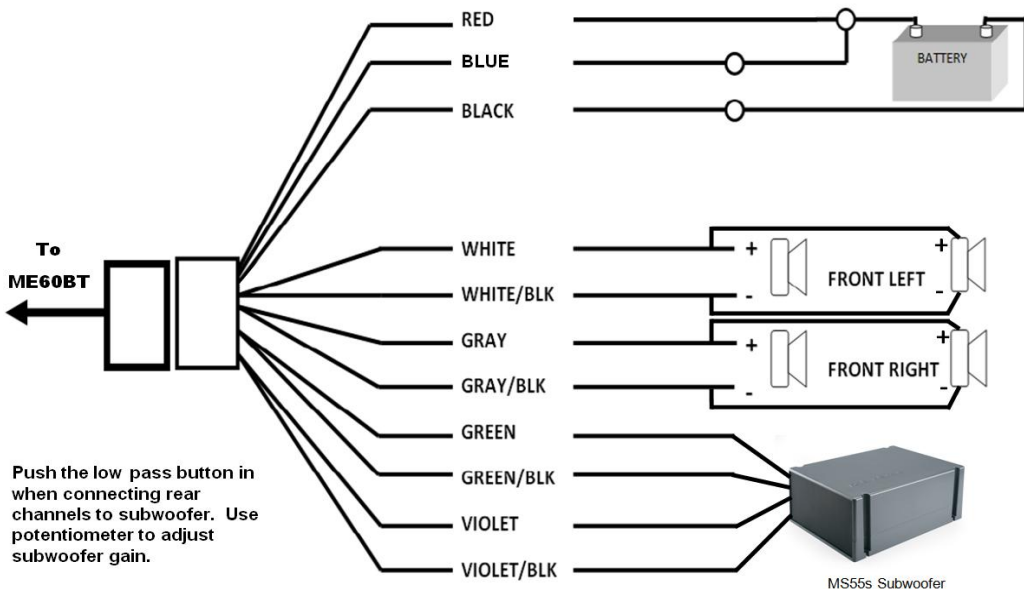 RED
BLUE
BLACK
BATTERY
To
ME60BT
WHITE
+
+
FRONT LEFT
WHITE/BLK
-
-
GRAY
+
+
FRONT RIGHT
GRAY/BLK
-
-
GREEN
GREEN/BLK
VIOLET
VIOLET/BLK
Push the low pass button in
when connecting rear
channels to subwoofer.  Use
potentiometer to adjust
subwoofer gain.
MS55s Subwoofer